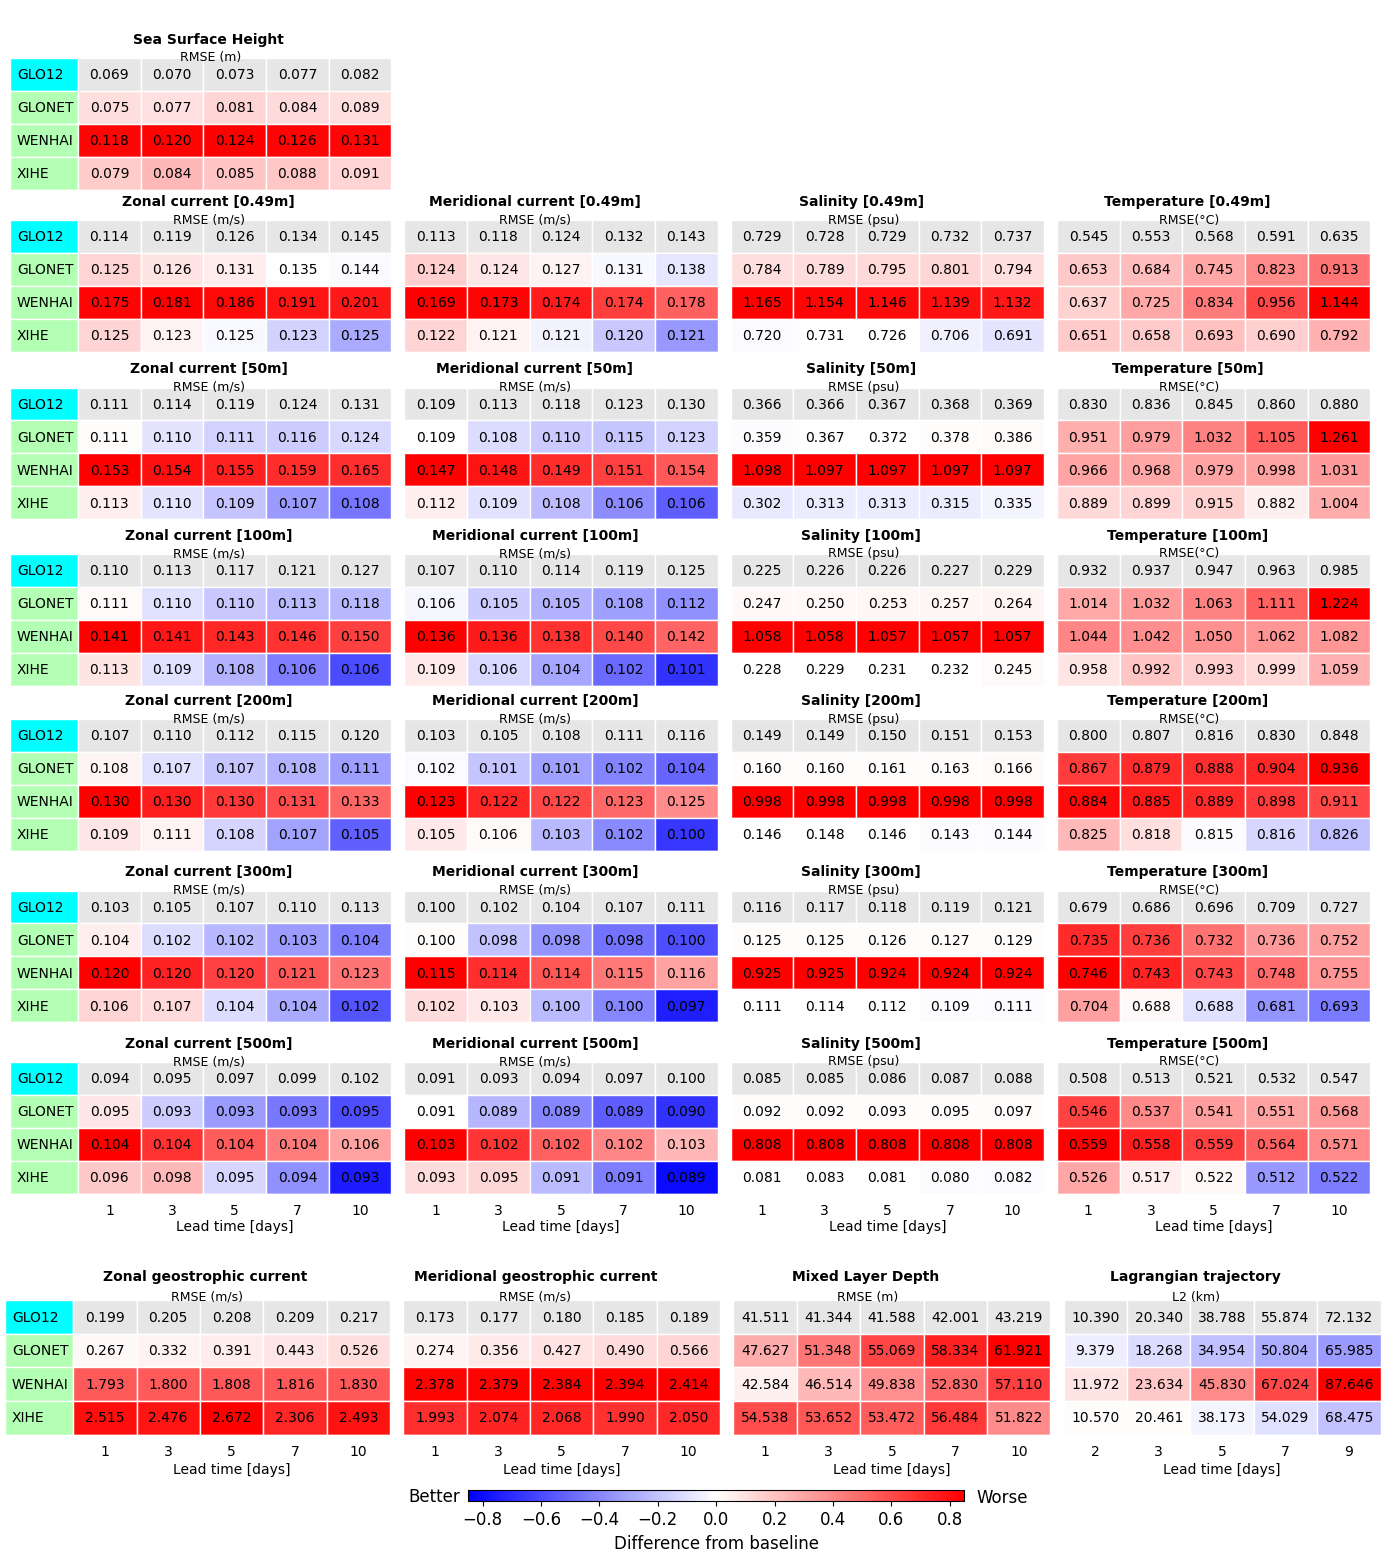 Sea Surface Height
RMSE (m)
GLO12 0.069 0.070 0.073 0.077 0.082
GLONET 0.075 0.077 0.081 0.084 0.089
WENHAI 0.118 0.120 0.124 0.126 0.131
XIHE 0.079 0.084 0.085 0.088 0.091
Zonal current [0.49m] Meridional current [0.49m] Salinity [0.49m] Temperature [0.49m]
RMSE (m/s) RMSE (m/s) RMSE (psu) RMSE(°C)
GLO12 0.114 0.119 0.126 0.134 0.145 0.113 0.118 0.124 0.132 0.143 0.729 0.728 0.729 0.732 0.737 0.545 0.553 0.568 0.591 0.635
GLONET 0.125 0.126 0.131 0.135 0.144 0.124 0.124 0.127 0.131 0.138 0.784 0.789 0.795 0.801 0.794 0.653 0.684 0.745 0.823 0.913
WENHAI 0.175 0.181 0.186 0.191 0.201 0.169 0.173 0.174 0.174 0.178 1.165 1.154 1.146 1.139 1.132 0.637 0.725 0.834 0.956 1.144
XIHE 0.125 0.123 0.125 0.123 0.125 0.122 0.121 0.121 0.120 0.121 0.720 0.731 0.726 0.706 0.691 0.651 0.658 0.693 0.690 0.792
Zonal current [50m] Meridional current [50m] Salinity [50m] Temperature [50m]
RMSE (m/s) RMSE (m/s) RMSE (psu) RMSE(°C)
GLO12 0.111 0.114 0.119 0.124 0.131 0.109 0.113 0.118 0.123 0.130 0.366 0.366 0.367 0.368 0.369 0.830 0.836 0.845 0.860 0.880
GLONET 0.111 0.110 0.111 0.116 0.124 0.109 0.108 0.110 0.115 0.123 0.359 0.367 0.372 0.378 0.386 0.951 0.979 1.032 1.105 1.261
WENHAI 0.153 0.154 0.155 0.159 0.165 0.147 0.148 0.149 0.151 0.154 1.098 1.097 1.097 1.097 1.097 0.966 0.968 0.979 0.998 1.031
XIHE 0.113 0.110 0.109 0.107 0.108 0.112 0.109 0.108 0.106 0.106 0.302 0.313 0.313 0.315 0.335 0.889 0.899 0.915 0.882 1.004
Zonal current [100m] Meridional current [100m] Salinity [100m] Temperature [100m]
RMSE (m/s) RMSE (m/s) RMSE (psu) RMSE(°C)
GLO12 0.110 0.113 0.117 0.121 0.127 0.107 0.110 0.114 0.119 0.125 0.225 0.226 0.226 0.227 0.229 0.932 0.937 0.947 0.963 0.985
GLONET 0.111 0.110 0.110 0.113 0.118 0.106 0.105 0.105 0.108 0.112 0.247 0.250 0.253 0.257 0.264 1.014 1.032 1.063 1.111 1.224
WENHAI 0.141 0.141 0.143 0.146 0.150 0.136 0.136 0.138 0.140 0.142 1.058 1.058 1.057 1.057 1.057 1.044 1.042 1.050 1.062 1.082
XIHE 0.113 0.109 0.108 0.106 0.106 0.109 0.106 0.104 0.102 0.101 0.228 0.229 0.231 0.232 0.245 0.958 0.992 0.993 0.999 1.059
Zonal current [200m] Meridional current [200m] Salinity [200m] Temperature [200m]
RMSE (m/s) RMSE (m/s) RMSE (psu) RMSE(°C)
GLO12 0.107 0.110 0.112 0.115 0.120 0.103 0.105 0.108 0.111 0.116 0.149 0.149 0.150 0.151 0.153 0.800 0.807 0.816 0.830 0.848
GLONET 0.108 0.107 0.107 0.108 0.111 0.102 0.101 0.101 0.102 0.104 0.160 0.160 0.161 0.163 0.166 0.867 0.879 0.888 0.904 0.936
WENHAI 0.130 0.130 0.130 0.131 0.133 0.123 0.122 0.122 0.123 0.125 0.998 0.998 0.998 0.998 0.998 0.884 0.885 0.889 0.898 0.911
XIHE 0.109 0.111 0.108 0.107 0.105 0.105 0.106 0.103 0.102 0.100 0.146 0.148 0.146 0.143 0.144 0.825 0.818 0.815 0.816 0.826
Zonal current [300m] Meridional current [300m] Salinity [300m] Temperature [300m]
RMSE (m/s) RMSE (m/s) RMSE (psu) RMSE(°C)
GLO12 0.103 0.105 0.107 0.110 0.113 0.100 0.102 0.104 0.107 0.111 0.116 0.117 0.118 0.119 0.121 0.679 0.686 0.696 0.709 0.727
GLONET 0.104 0.102 0.102 0.103 0.104 0.100 0.098 0.098 0.098 0.100 0.125 0.125 0.126 0.127 0.129 0.735 0.736 0.732 0.736 0.752
WENHAI 0.120 0.120 0.120 0.121 0.123 0.115 0.114 0.114 0.115 0.116 0.925 0.925 0.924 0.924 0.924 0.746 0.743 0.743 0.748 0.755
XIHE 0.106 0.107 0.104 0.104 0.102 0.102 0.103 0.100 0.100 0.097 0.111 0.114 0.112 0.109 0.111 0.704 0.688 0.688 0.681 0.693
Zonal current [500m] Meridional current [500m] Salinity [500m] Temperature [500m]
RMSE (m/s) RMSE (m/s) RMSE (psu) RMSE(°C)
GLO12 0.094 0.095 0.097 0.099 0.102 0.091 0.093 0.094 0.097 0.100 0.085 0.085 0.086 0.087 0.088 0.508 0.513 0.521 0.532 0.547
GLONET 0.095 0.093 0.093 0.093 0.095 0.091 0.089 0.089 0.089 0.090 0.092 0.092 0.093 0.095 0.097 0.546 0.537 0.541 0.551 0.568
WENHAI 0.104 0.104 0.104 0.104 0.106 0.103 0.102 0.102 0.102 0.103 0.808 0.808 0.808 0.808 0.808 0.559 0.558 0.559 0.564 0.571
XIHE 0.096 0.098 0.095 0.094 0.093 0.093 0.095 0.091 0.091 0.089 0.081 0.083 0.081 0.080 0.082 0.526 0.517 0.522 0.512 0.522
1 3 5 7 10 1 3 5 7 10 1 3 5 7 10 1 3 5 7 10
Lead time [days] Lead time [days] Lead time [days] Lead time [days]
Zonal geostrophic current Meridional geostrophic current Mixed Layer Depth Lagrangian trajectory
RMSE (m/s) RMSE (m/s) RMSE (m) L2 (km)
GLO12 0.199 0.205 0.208 0.209 0.217 0.173 0.177 0.180 0.185 0.189 41.511 41.344 41.588 42.001 43.219 10.390 20.340 38.788 55.874 72.132
GLONET 0.267 0.332 0.391 0.443 0.526 0.274 0.356 0.427 0.490 0.566 47.627 51.348 55.069 58.334 61.921 9.379 18.268 34.954 50.804 65.985
WENHAI 1.793 1.800 1.808 1.816 1.830 2.378 2.379 2.384 2.394 2.414 42.584 46.514 49.838 52.830 57.110 11.972 23.634 45.830 67.024 87.646
XIHE 2.515 2.476 2.672 2.306 2.493 1.993 2.074 2.068 1.990 2.050 54.538 53.652 53.472 56.484 51.822 10.570 20.461 38.173 54.029 68.475
1 3 5 7 10 1 3 5 7 10 1 3 5 7 10 2 3 5 7 9
Lead time [days] Lead time [days] Lead time [days] Lead time [days]
Better Worse
−0.8 −0.6 −0.4 −0.2 0.0 0.2 0.4 0.6 0.8
Difference from baseline